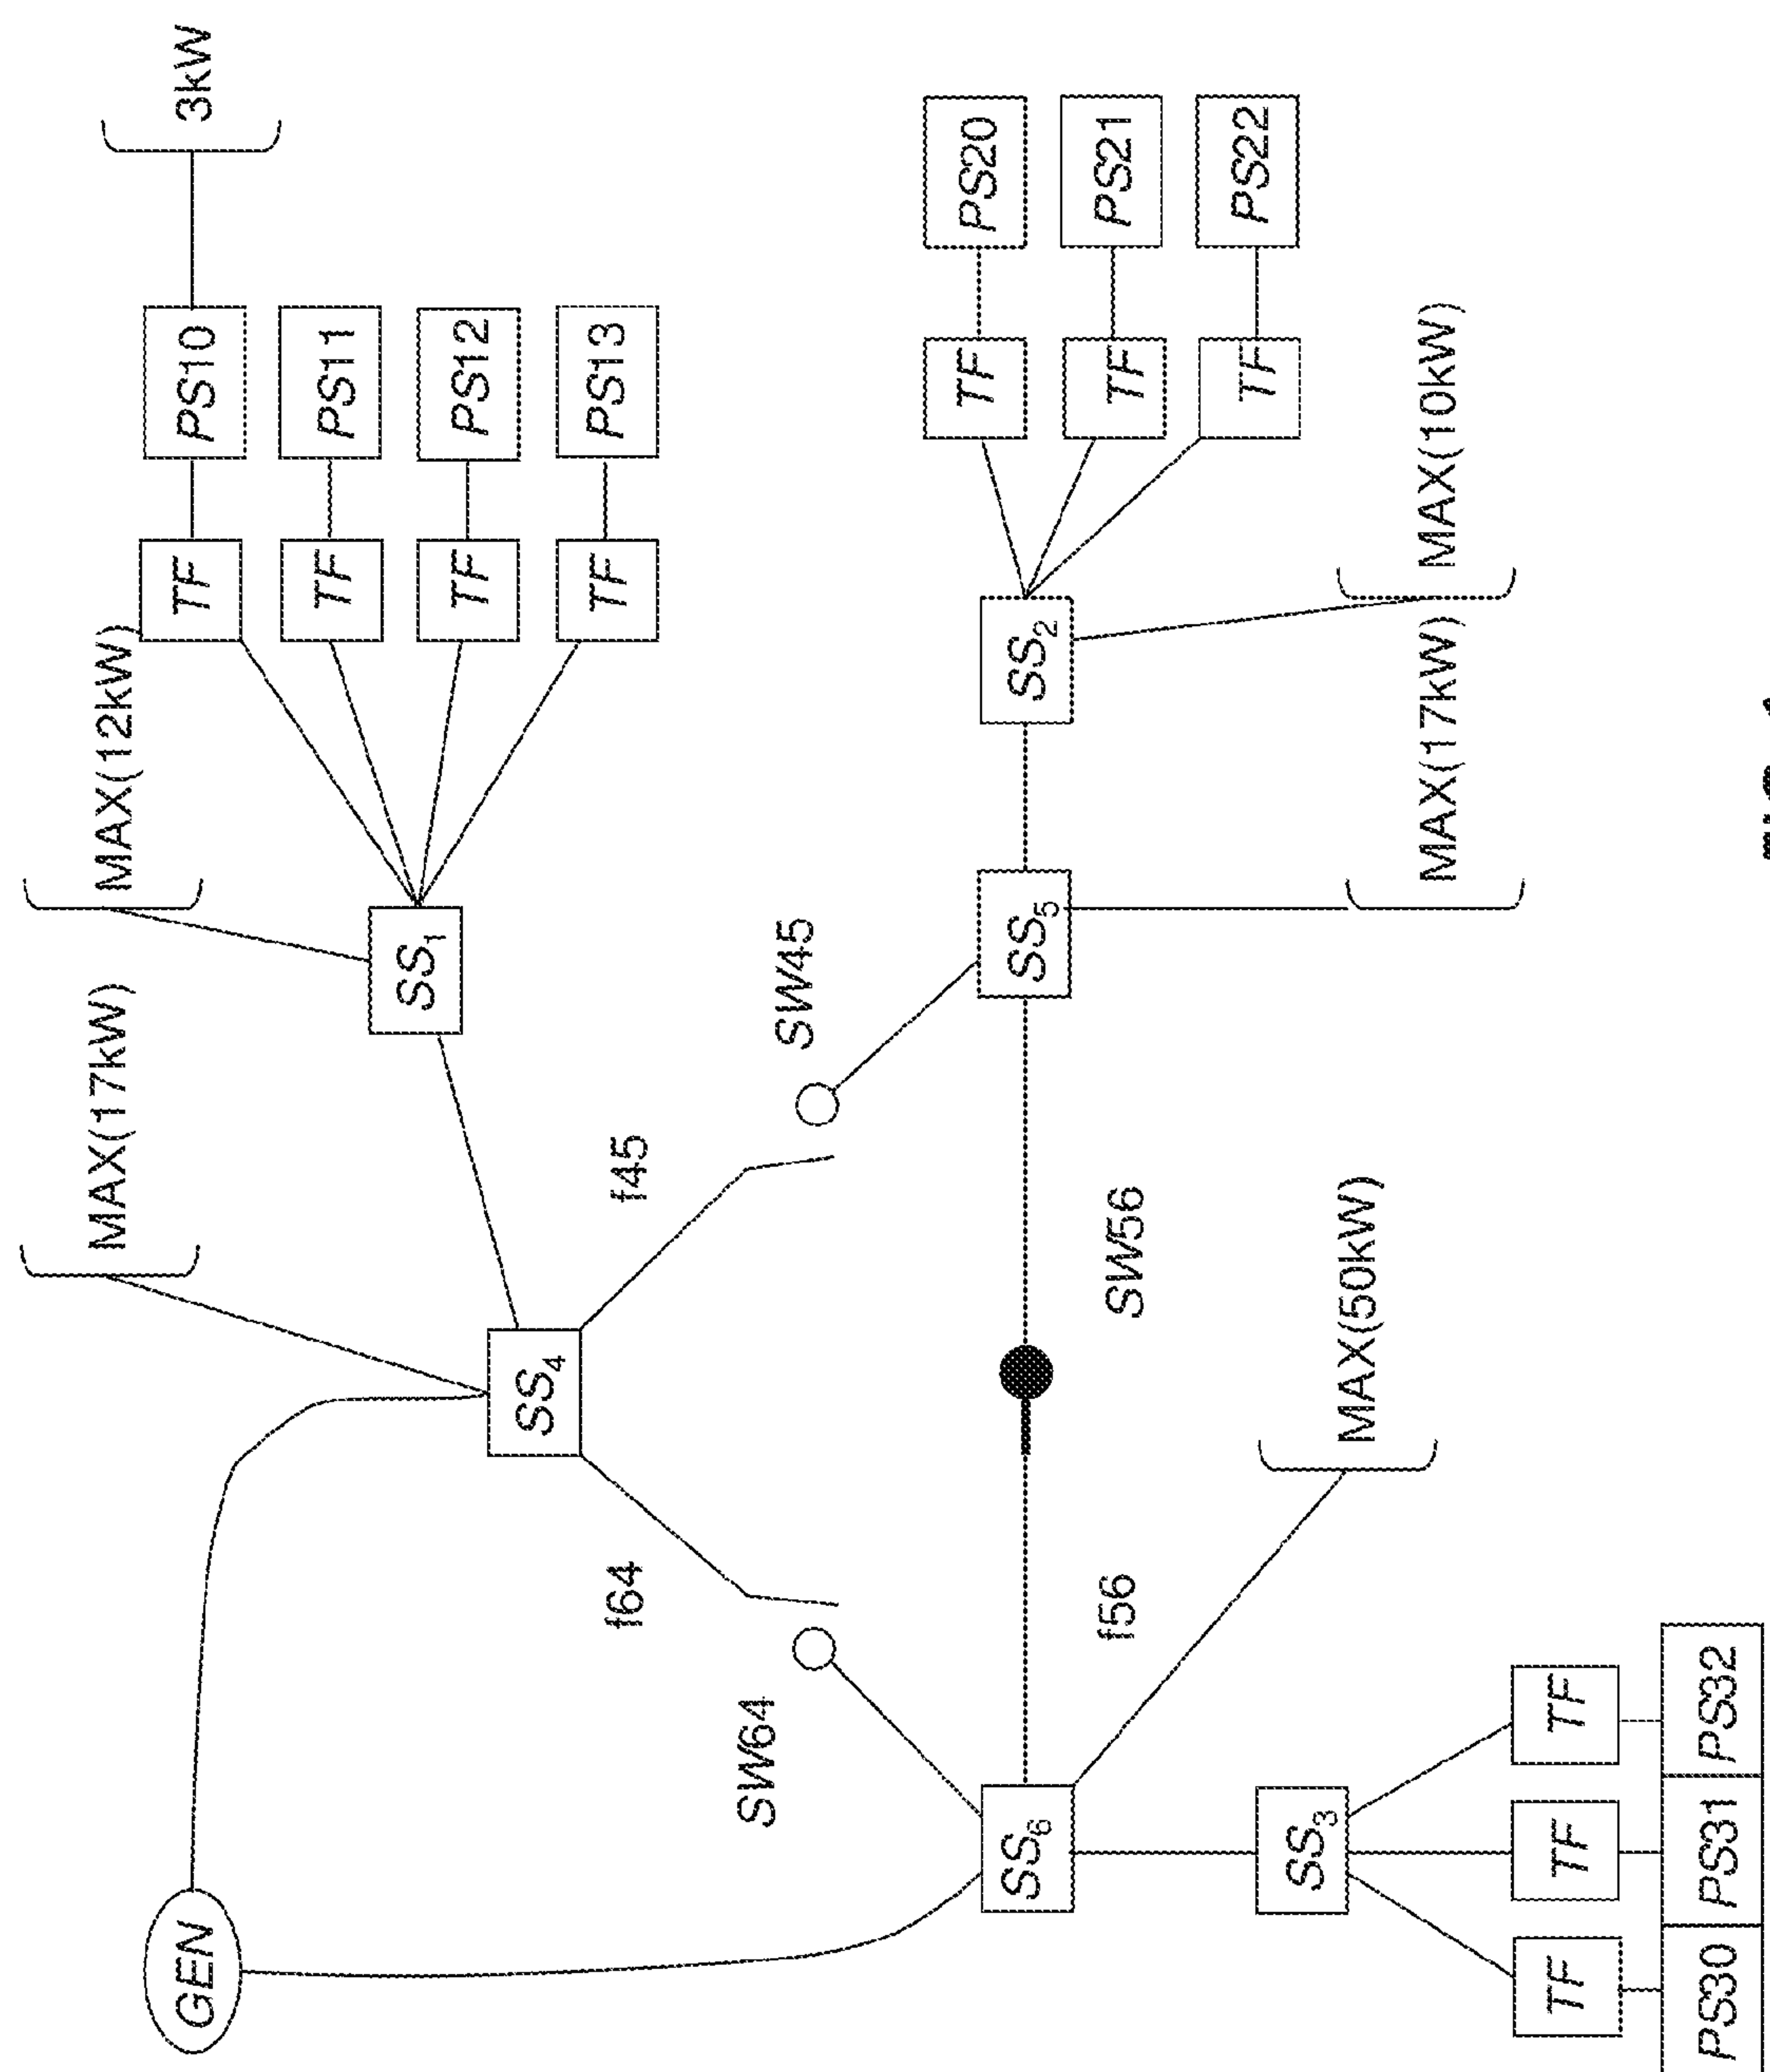 MAX(17kW)
MAX(12kW)
GEN
TF
PS10
3kW
TF
PS11
SS1
TF
PS12
SS4
TF
PS13
f64
f45
SW64
SW45
TF
PS20
SS6
SS5
SS2
f56
SW56
TF
PS21
TF
PS22
SS3
MAX(50kW)
MAX(17kW)
MAX(10kW)
TF
TF
TF
PS30
PS31
PS32